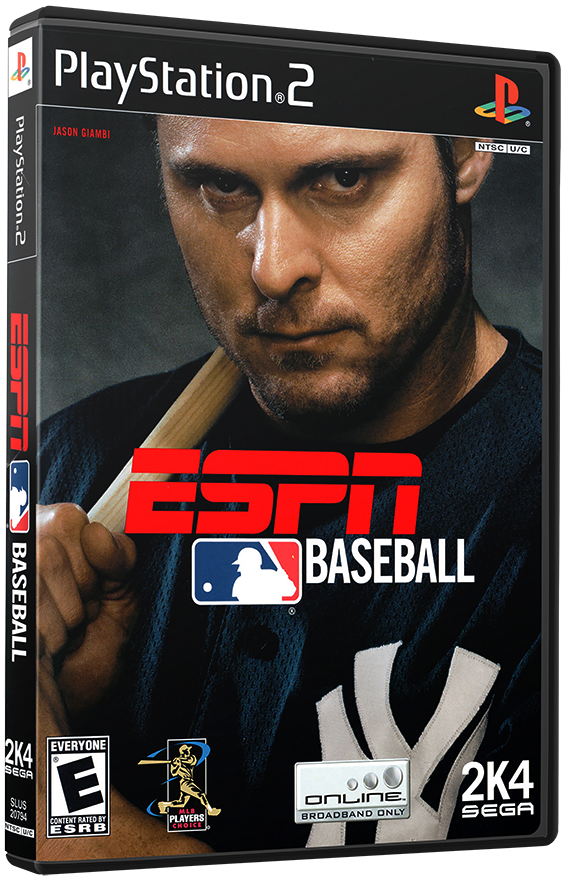 PlayStation®2
NTSC U/C
JASON GIAMBI
ESPN
BASEBALL
®
EVERYONE
E
CONTENT RATED BY
ESRB
MLB
PLAYERS
CHOICE
ONLINE
BROADBAND ONLY
2K4
SEGA
NY
PlayStation®2
ESPN
BASEBALL
2K4
SEGA
SLUS
20794
NTSC U/C